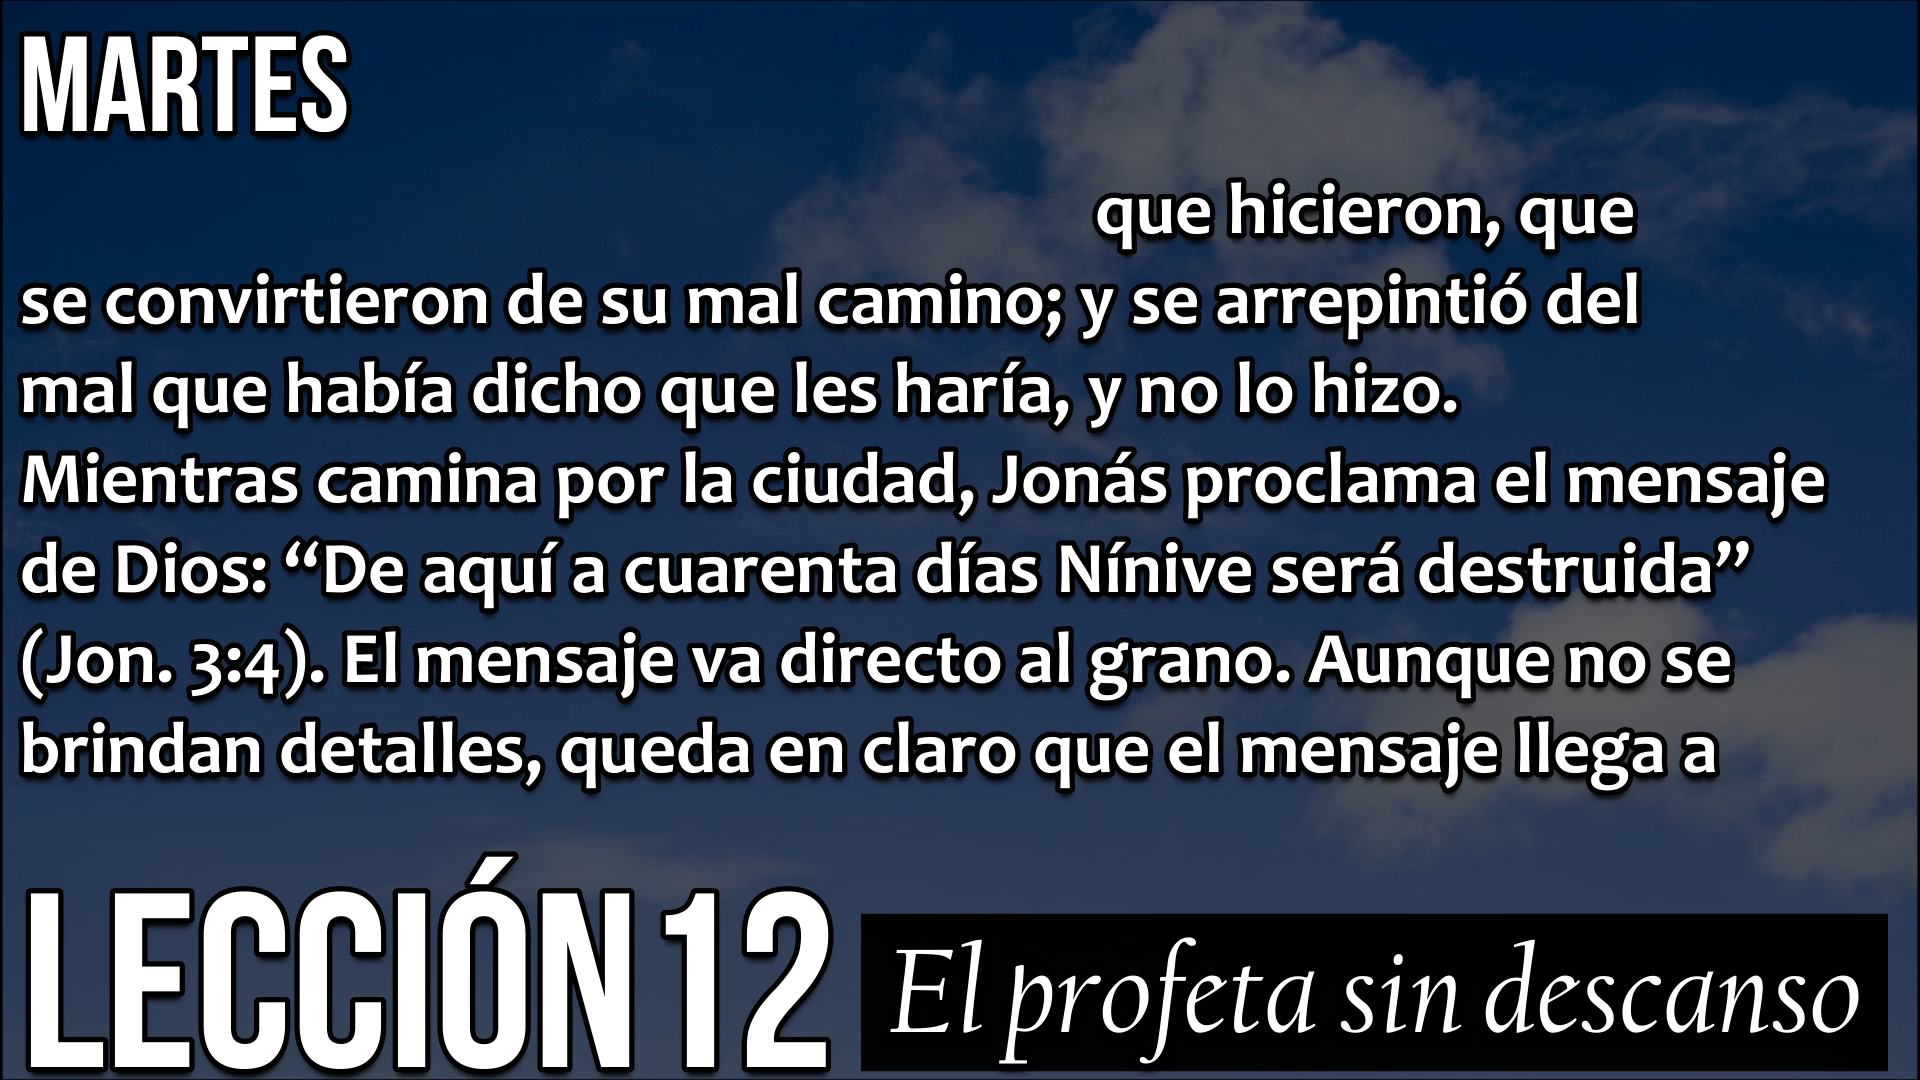 MARTES
que hicieron, que
se convirtieron de su mal camino; y se arrepintió del
mal que había dicho que les haría, y no lo hizo.
Mientras camina por la ciudad, Jonás proclama el mensaje
de Dios: “De aquí a cuarenta días Nínive será destruida”
(Jon. 3:4). El mensaje va directo al grano. Aunque no se
brindan detalles, queda en claro que el mensaje llega a
LECCIÓN 12
El profeta sin descanso